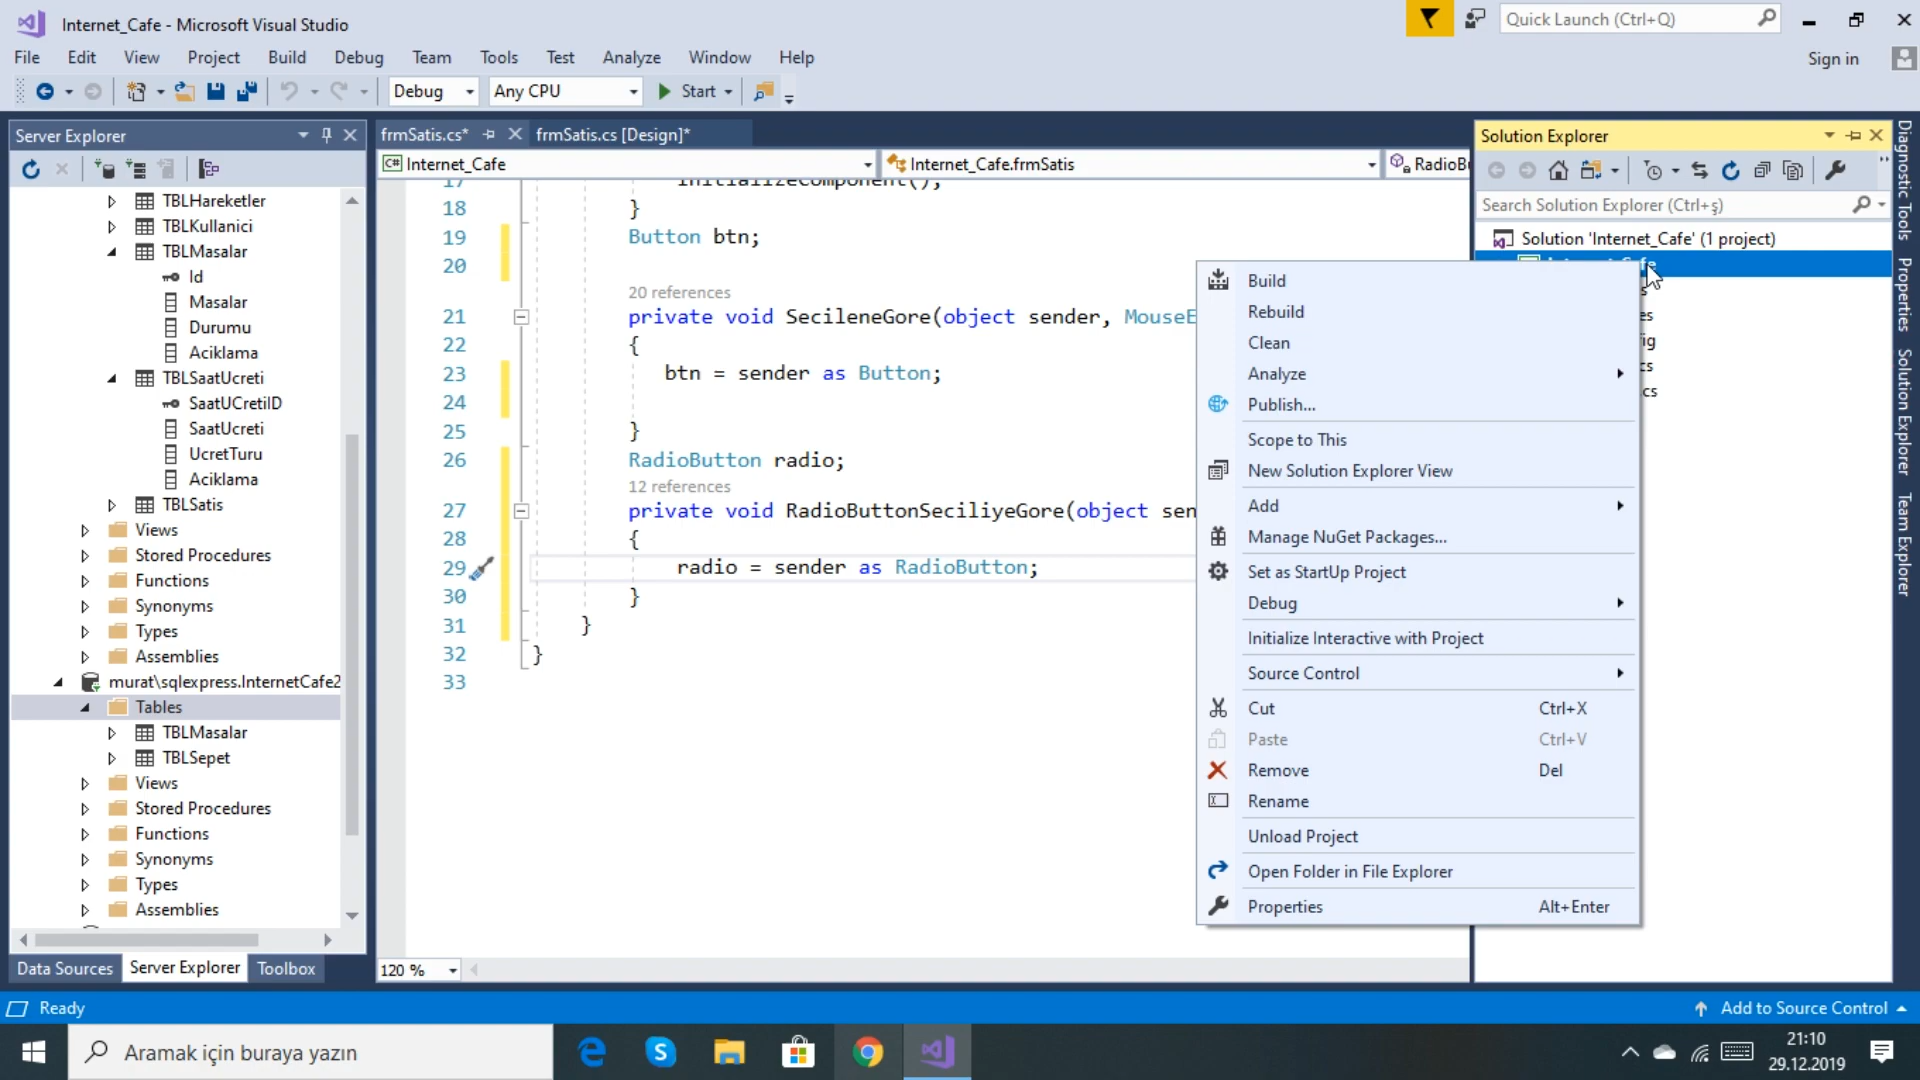 Internet_Cafe - Microsoft Visual Studio
Quick Launch (Ctrl+Q)
File Edit View Project Build Debug Team Tools Test Analyze Window Help
Sign in
Debug Any CPU Start
Server Explorer
TBLHareketler
TBLKullanici
TBLMasalar
Id
Masalar
Durumu
Aciklama
TBLSaatUcreti
SaatUCretiID
SaatUcreti
UcretTuru
Aciklama
TBLSatis
Views
Stored Procedures
Functions
Synonyms
Types
Assemblies
murat\sqlexpress.InternetCafe2
Tables
TBLMasalar
TBLSepet
Views
Stored Procedures
Functions
Synonyms
Types
Assemblies
Data Sources Server Explorer Toolbox
frmSatis.cs* frmSatis.cs [Design]*
C# Internet_Cafe Internet_Cafe.frmSatis RadioBu
17 InitializeComponent();
18 }
19 Button btn;
20
20 references
21 private void SecileneGore(object sender, MouseE
22 {
23 btn = sender as Button;
24
25 }
26 RadioButton radio;
12 references
27 private void RadioButtonSeciliyeGore(object sen
28 {
29 radio = sender as RadioButton;
30 }
31 }
32 }
33
120 %
Build
Rebuild
Clean
Analyze
Publish...
Scope to This
New Solution Explorer View
Add
Manage NuGet Packages...
Set as StartUp Project
Debug
Initialize Interactive with Project
Source Control
Cut Ctrl+X
Paste Ctrl+V
Remove Del
Rename
Unload Project
Open Folder in File Explorer
Properties Alt+Enter
Solution Explorer
Search Solution Explorer (Ctrl+ş)
Solution 'Internet_Cafe' (1 project)
s
es
ig
cs
.cs
Diagnostic Tools
Properties
Solution Explorer
Team Explorer
Ready
Add to Source Control
Aramak için buraya yazın
21:10
29.12.2019